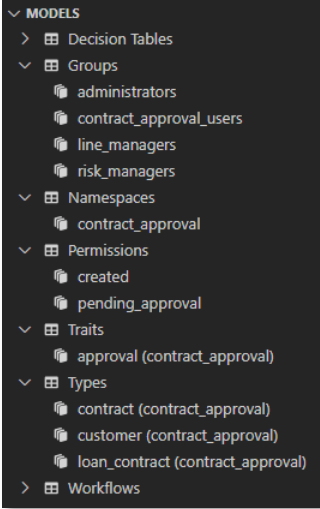 MODELS
Decision Tables
Groups
administrators
contract_approval_users
line_managers
risk_managers
Namespaces
contract_approval
Permissions
created
pending_approval
Traits
approval (contract_approval)
Types
contract (contract_approval)
customer (contract_approval)
loan_contract (contract_approval)
Workflows